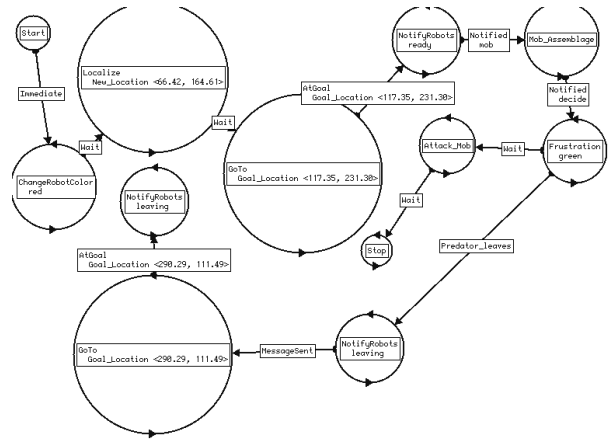 Start
Immediate
ChangeRobotColor
red
Wait
Localize
New_Location <66.42, 164.61>
Wait
GoTo
Goal_Location <117.35, 231.30>
AtGoal
Goal_Location <117.35, 231.30>
NotifyRobots
ready
Notified
mob
Mob_Assemblage
Notified
decide
Frustration
green
Wait
Attack_Mob
Wait
Stop
Predator_leaves
NotifyRobots
leaving
MessageSent
GoTo
Goal_Location <290.29, 111.49>
AtGoal
Goal_Location <290.29, 111.49>
NotifyRobots
leaving